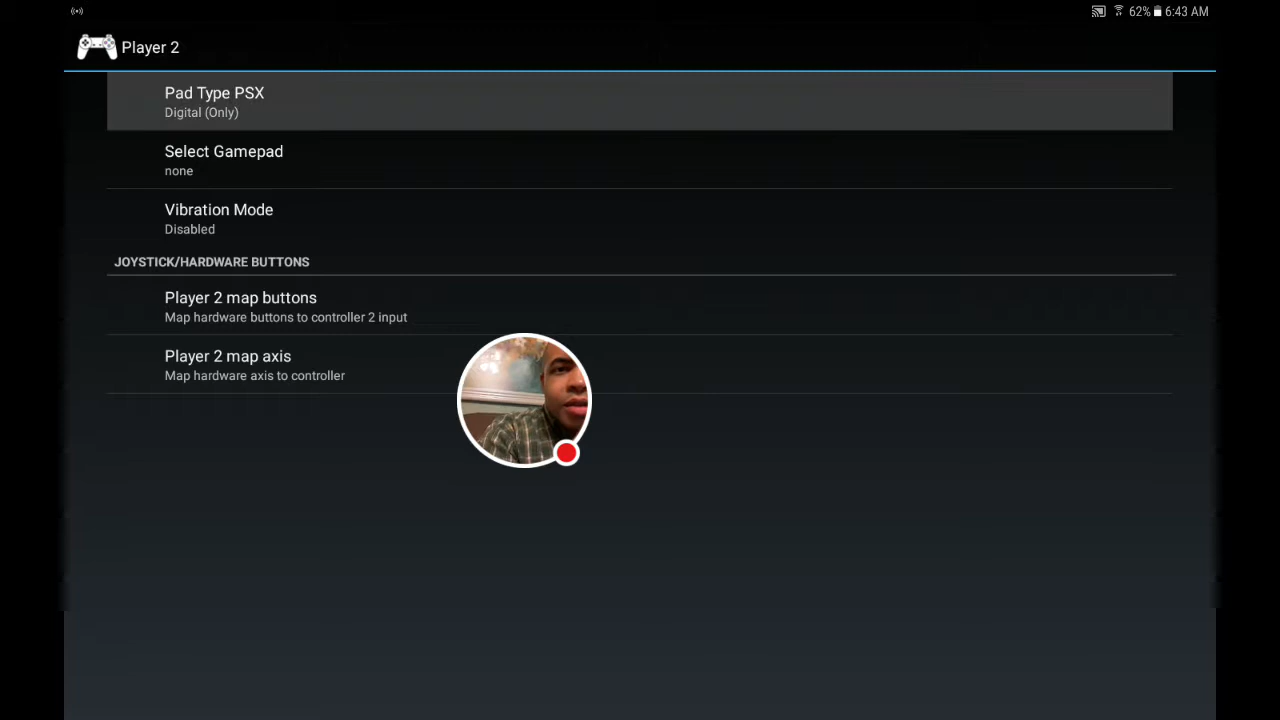 62% 6:43 AM
Player 2
Pad Type PSX
Digital (Only)
Select Gamepad
none
Vibration Mode
Disabled
JOYSTICK/HARDWARE BUTTONS
Player 2 map buttons
Map hardware buttons to controller 2 input
Player 2 map axis
Map hardware axis to controller